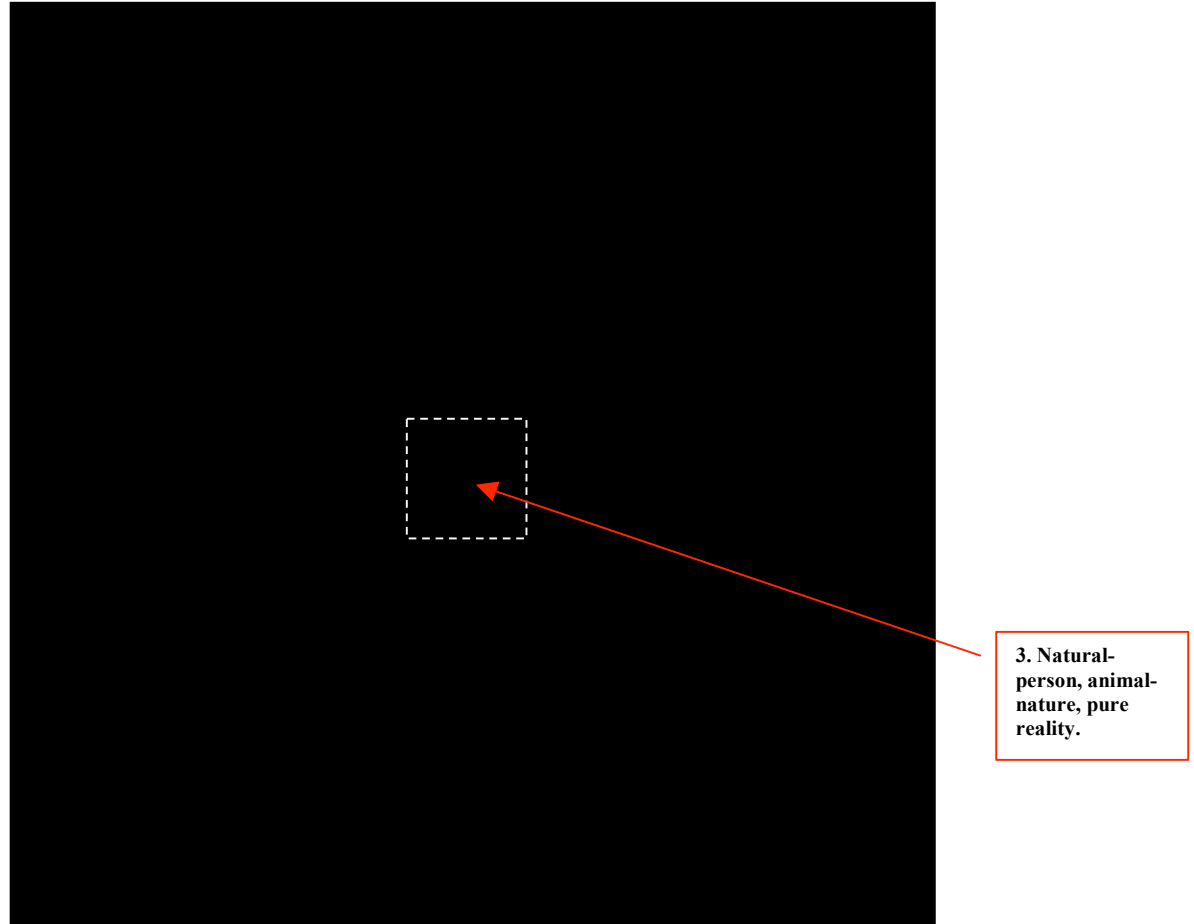 3. Natural-
person, animal-
nature, pure
reality.